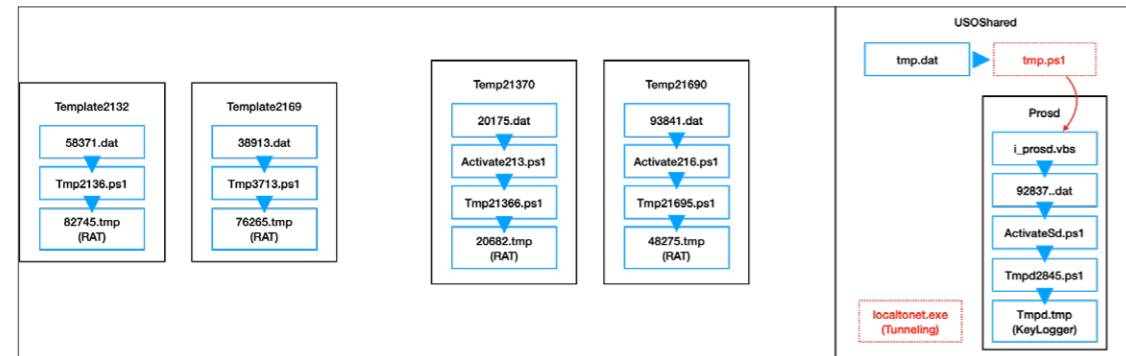 Template2132
58371.dat
Tmp2136.ps1
82745.tmp
(RAT)
Template2169
38913.dat
Tmp3713.ps1
76265.tmp
(RAT)
Temp21370
20175.dat
Activate213.ps1
Tmp21366.ps1
20682.tmp
(RAT)
Temp21690
93841.dat
Activate216.ps1
Tmp21695.ps1
48275.tmp
(RAT)
USOShared
tmp.dat
tmp.ps1
Prosd
i_prosd.vbs
92837..dat
ActivateSd.ps1
Tmpd2845.ps1
Tmpd.tmp
(KeyLogger)
localtonet.exe
(Tunneling)